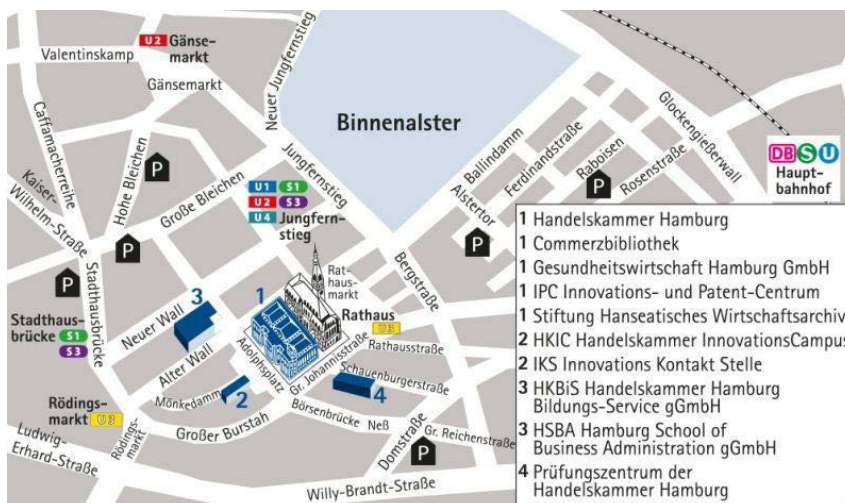 U2 Gänse-
markt
Valentinskamp
Gänsemarkt
Neuer Jungfernstieg
Binnenalster
Caffamacherreihe
Kaiser-
Wilhelm-Straße
Hohe Bleichen
P
Große Bleichen
Jungfernstieg
U1 S1
U2 S3
U4 Jungfern-
stieg
Ballindamm
Alstertor
Ferdinandstraße
Raboisen
Rosenstraße
Glockengießerwall
P
P
DB S U
Haupt-
bahnhof
P
P
Stadthausbrücke
Stadthaus-
brücke S1
S3
Neuer Wall
3
1
Alter Wall
Adolphsplatz
Rat-
haus-
markt
Rathaus
U3
Bergstraße
Rathausstraße
Gr. Johannisstraße
Schauenburgerstraße
4
2
Mönkedamm
Börsenbrücke
Neß
Gr. Reichenstraße
Domstraße
P
Rödings-
markt U3
Rödings-
markt
Großer Burstah
Ludwig-
Erhard-Straße
Willy-Brandt-Straße
1 Handelskammer Hamburg
1 Commerzbibliothek
1 Gesundheitswirtschaft Hamburg GmbH
1 IPC Innovations- und Patent-Centrum
1 Stiftung Hanseatisches Wirtschaftsarchiv
2 HKIC Handelskammer InnovationsCampus
2 IKS Innovations Kontakt Stelle
3 HKBiS Handelskammer Hamburg
Bildungs-Service gGmbH
3 HSBA Hamburg School of
Business Administration gGmbH
4 Prüfungszentrum der
Handelskammer Hamburg